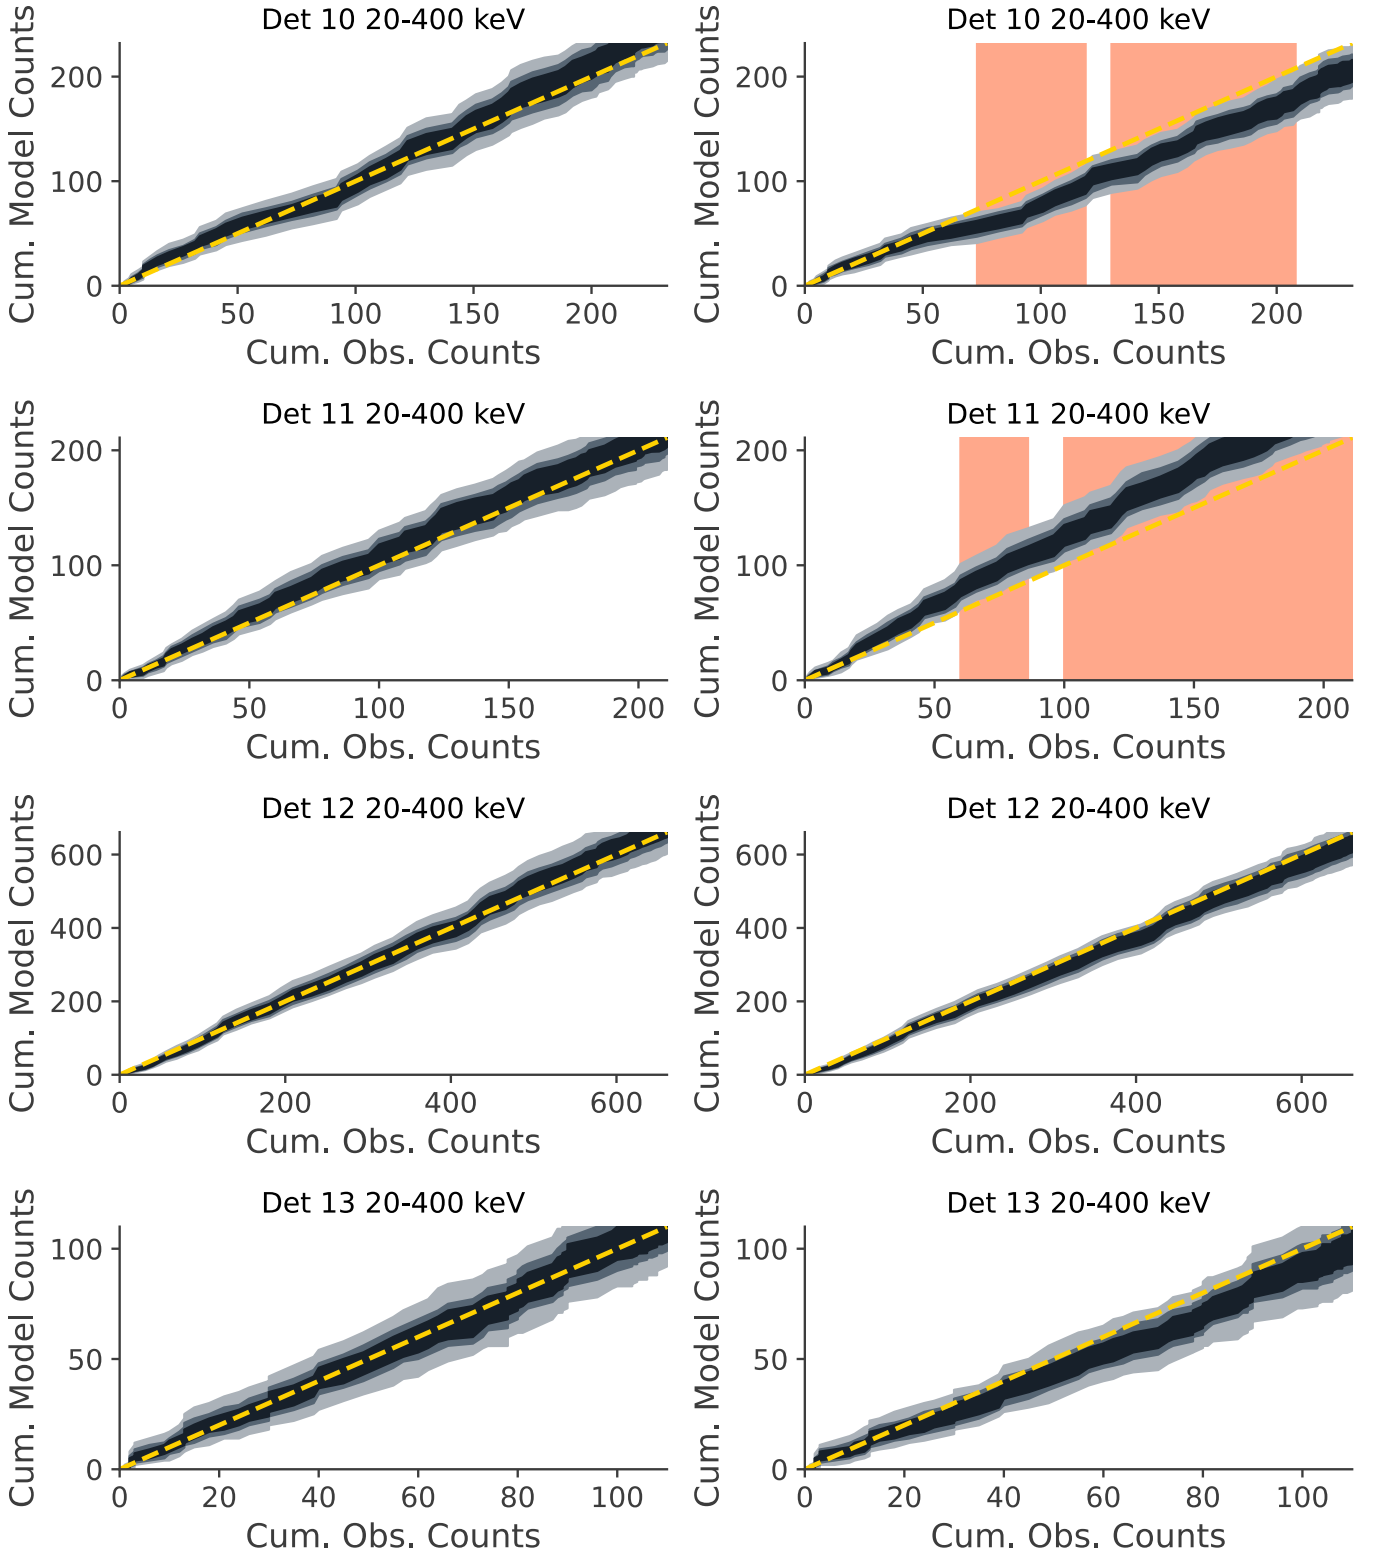 Det 10 20-400 keV
Det 10 20-400 keV
Cum. Model Counts
200
100
0
0 50 100 150 200
Cum. Obs. Counts
Cum. Model Counts
200
100
0
0 50 100 150 200
Cum. Obs. Counts
Det 11 20-400 keV
Det 11 20-400 keV
Cum. Model Counts
200
100
0
0 50 100 150 200
Cum. Obs. Counts
Cum. Model Counts
200
100
0
0 50 100 150 200
Cum. Obs. Counts
Det 12 20-400 keV
Det 12 20-400 keV
Cum. Model Counts
600
400
200
0
0 200 400 600
Cum. Obs. Counts
Cum. Model Counts
600
400
200
0
0 200 400 600
Cum. Obs. Counts
Det 13 20-400 keV
Det 13 20-400 keV
Cum. Model Counts
100
50
0
0 20 40 60 80 100
Cum. Obs. Counts
Cum. Model Counts
100
50
0
0 20 40 60 80 100
Cum. Obs. Counts